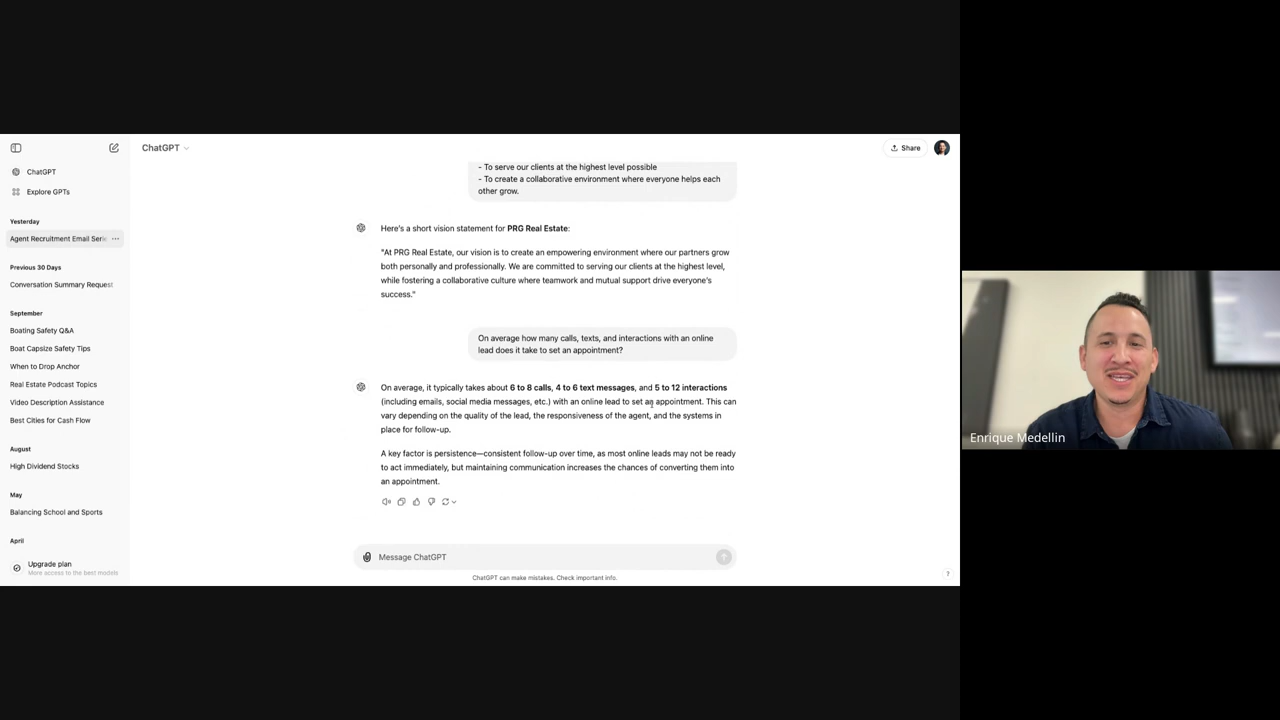 ChatGPT
Share
ChatGPT
Explore GPTs
Yesterday
Agent Recruitment Email Serie
Previous 30 Days
Conversation Summary Request
September
Boating Safety Q&A
Boat Capsize Safety Tips
When to Drop Anchor
Real Estate Podcast Topics
Video Description Assistance
Best Cities for Cash Flow
August
High Dividend Stocks
May
Balancing School and Sports
April
Upgrade plan
More access to the best models
- To serve our clients at the highest level possible
- To create a collaborative environment where everyone helps each
other grow.
Here's a short vision statement for PRG Real Estate:
"At PRG Real Estate, our vision is to create an empowering environment where our partners grow
both personally and professionally. We are committed to serving our clients at the highest level,
while fostering a collaborative culture where teamwork and mutual support drive everyone's
success."
On average how many calls, texts, and interactions with an online
lead does it take to set an appointment?
On average, it typically takes about 6 to 8 calls, 4 to 6 text messages, and 5 to 12 interactions
(including emails, social media messages, etc.) with an online lead to set an appointment. This can
vary depending on the quality of the lead, the responsiveness of the agent, and the systems in
place for follow-up.
A key factor is persistence—consistent follow-up over time, as most online leads may not be ready
to act immediately, but maintaining communication increases the chances of converting them into
an appointment.
Message ChatGPT
ChatGPT can make mistakes. Check important info.
?
Enrique Medellin